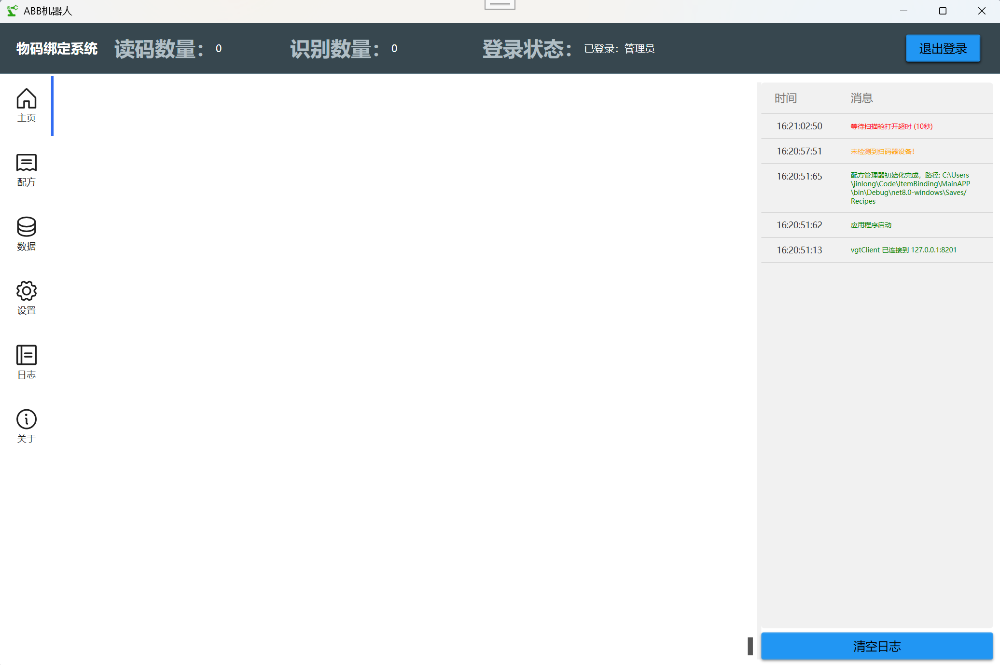 ABB机器人
物码绑定系统 读码数量： 0 识别数量： 0 登录状态： 已登录：管理员 退出登录
主页
配方
数据
设置
日志
关于
时间 消息
16:21:02:50 等待扫描枪打开超时 (10秒)
16:20:57:51 未检测到扫码器设备！
16:20:51:65 配方管理器初始化完成，路径: C:\Users
\jinlong\Code\ItemBinding\MainAPP
\bin\Debug\net8.0-windows\Saves/
Recipes
16:20:51:62 应用程序启动
16:20:51:13 vgtClient 已连接到 127.0.0.1:8201
清空日志